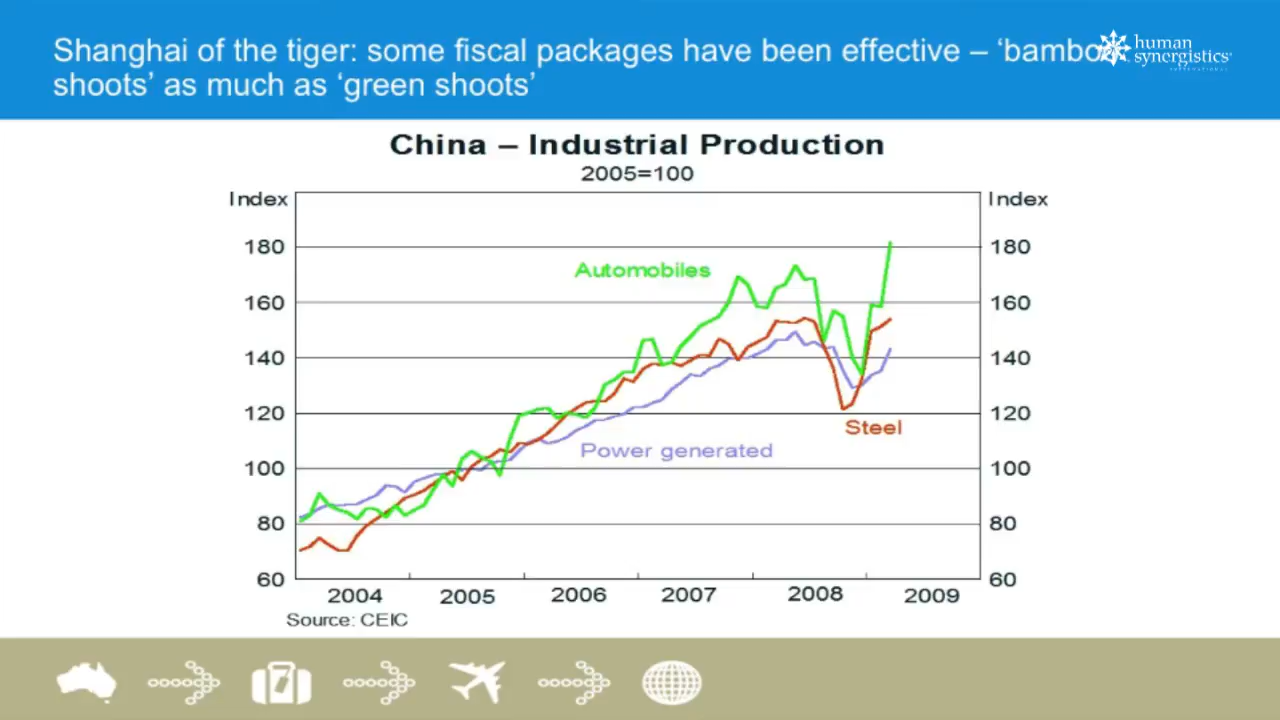 Shanghai of the tiger: some fiscal packages have been effective – ‘bamboo
shoots’ as much as ‘green shoots’
human
synergistics
INTERNATIONAL
China – Industrial Production
2005=100
Index
Index
180
180
Automobiles
160
160
140
140
120
120
Steel
Power generated
100
100
80
80
60
60
2004
2005
2006
2007
2008
2009
Source: CEIC
7